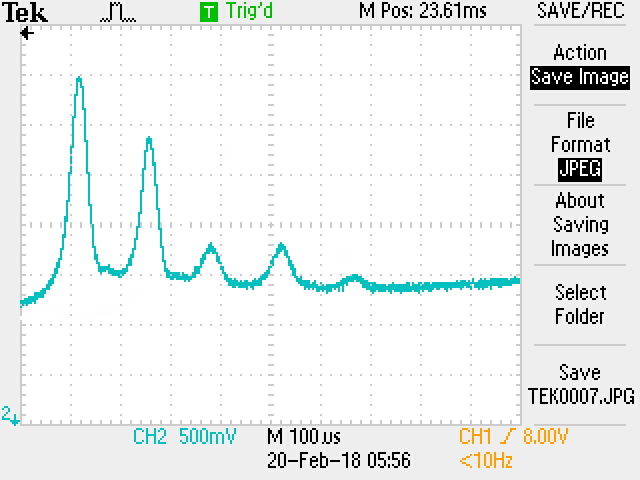 Tek T Trig'd M Pos: 23.61ms SAVE/REC
Action
Save Image
File
Format
JPEG
About
Saving
Images
Select
Folder
Save
TEK0007.JPG
2
CH2 500mV M 100µs CH1 8.00V
20-Feb-18 05:56 <10Hz